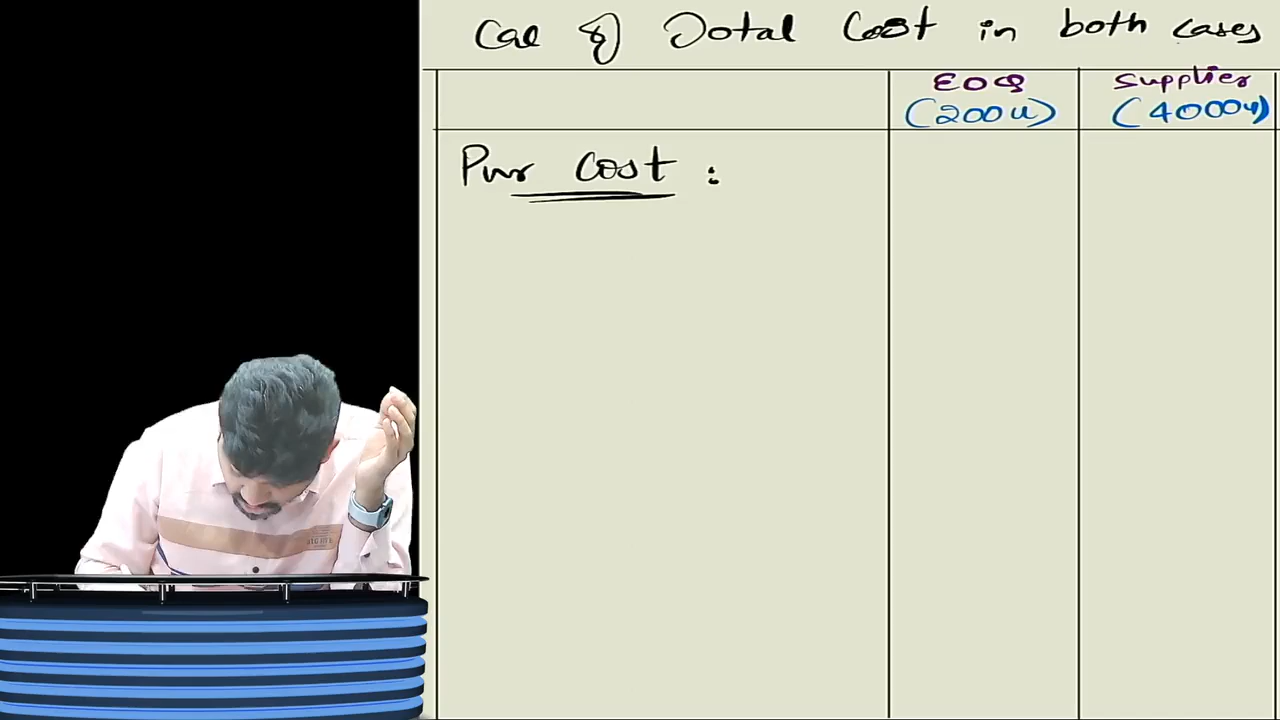 Cal of Total Cost in both cases
EOQ
(200u)
Supplier
(4000u)
Pur Cost :